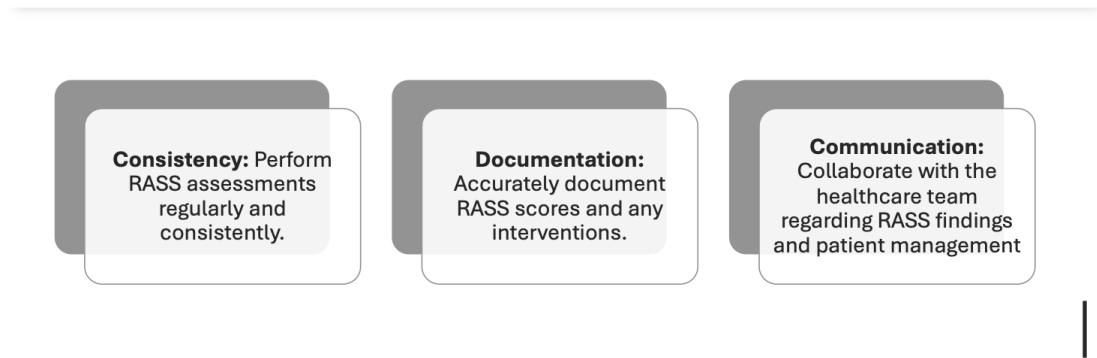 Consistency: Perform
RASS assessments
regularly and
consistently.
Documentation:
Accurately document
RASS scores and any
interventions.
Communication:
Collaborate with the
healthcare team
regarding RASS findings
and patient management